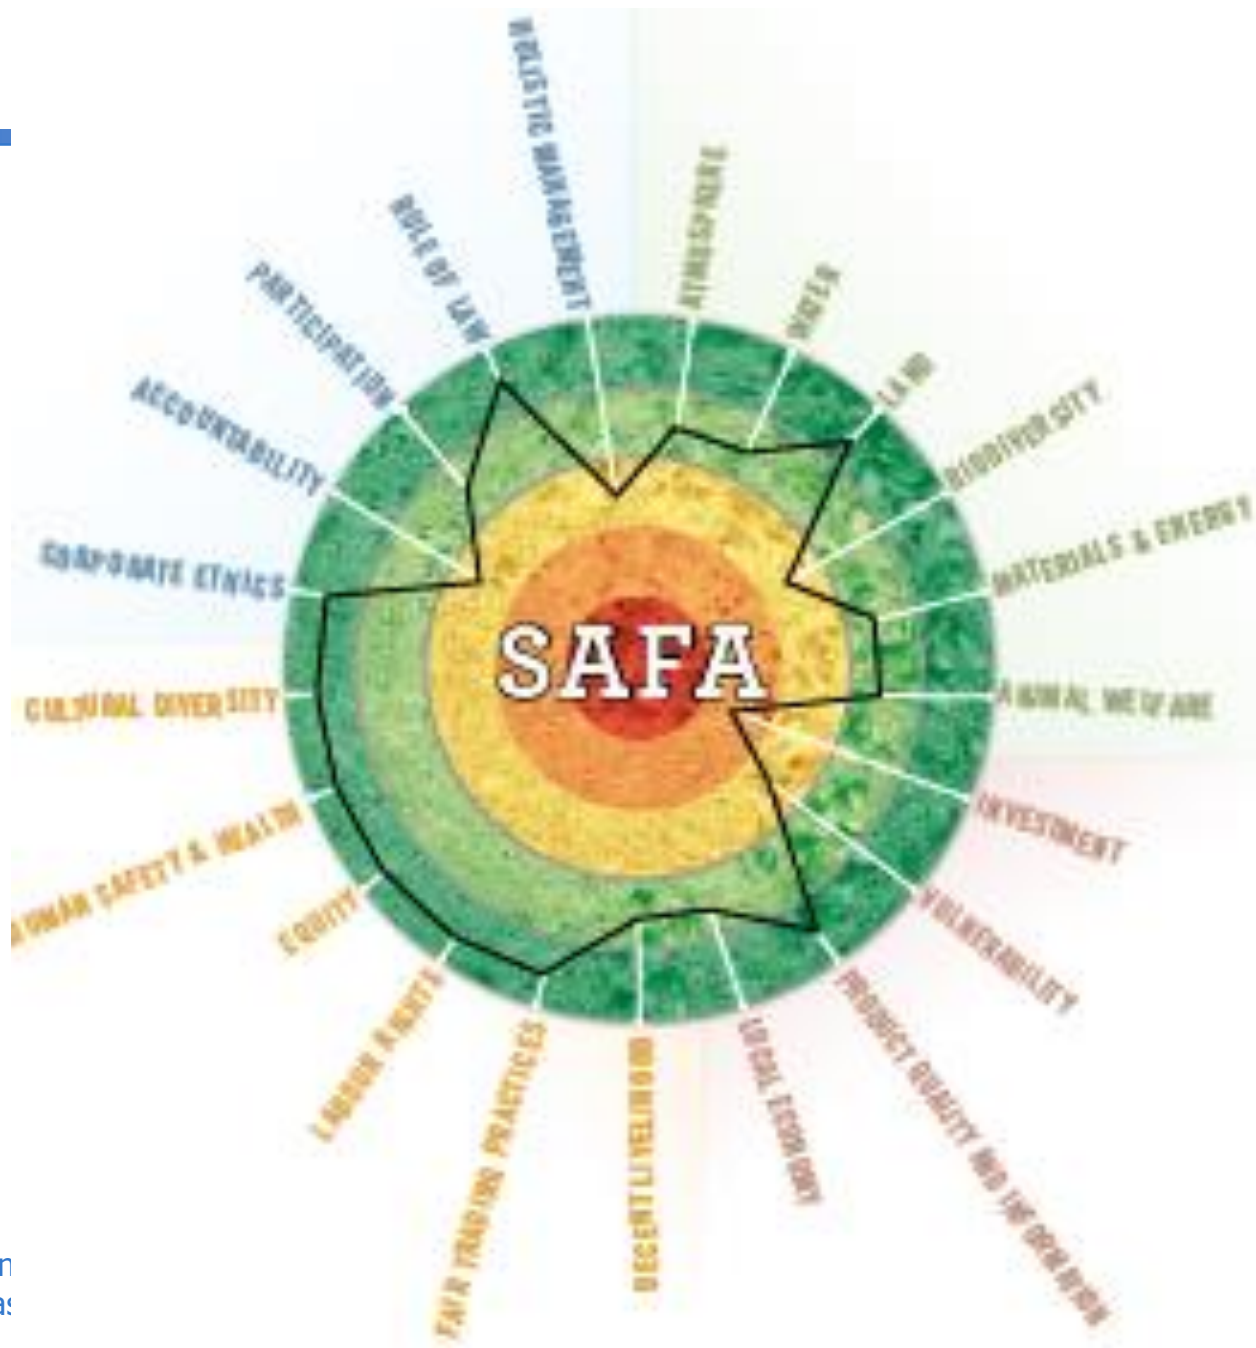 HOLISTIC MANAGEMENT
ATMOSPHERE
WATER
LAND
BIODIVERSITY
MATERIALS & ENERGY
ANIMAL WELFARE
INVESTMENT
VULNERABILITY
PRODUCT QUALITY AND INFORMATION
LOCAL ECONOMY
DECENT LIVELIHOOD
FAIR TRADING PRACTICES
LABOUR RIGHTS
EQUITY
HUMAN SAFETY & HEALTH
CULTURAL DIVERSITY
CORPORATE ETHICS
ACCOUNTABILITY
PARTICIPATION
RULE OF LAW
SAFA